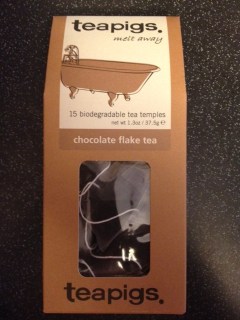 teapigs.
melt away
15 biodegradable tea temples
net wt 1.3oz / 37.5g e
chocolate flake tea
teapigs.